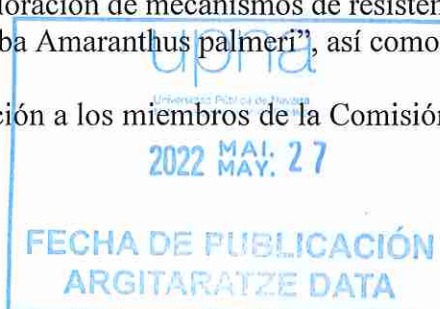 loración de mecanismos de resisten
ba Amaranthus palmeri”, así como
upna
Universidad Pública de Navarra
ción a los miembros de la Comisión
2022 MAI. MAY. 27
FECHA DE PUBLICACIÓN
ARGITARATZE DATA